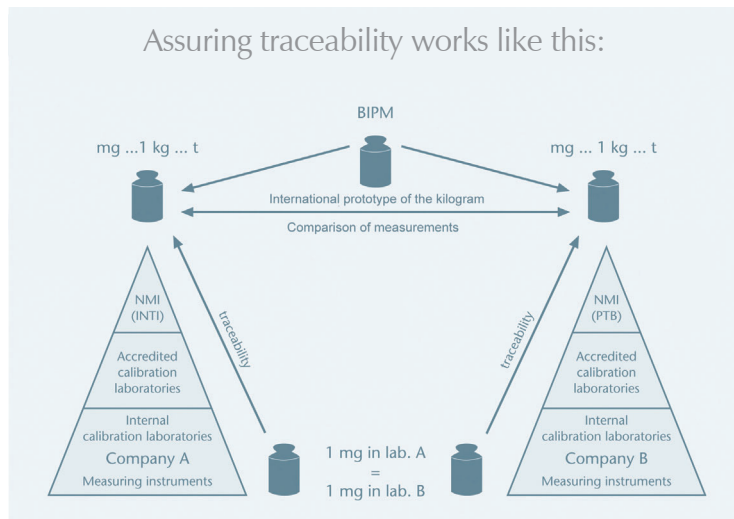 Assuring traceability works like this:
BIPM
mg ...1 kg ... t
mg ... 1 kg ... t
International prototype of the kilogram
Comparison of measurements
NMI
(INTI)
Accredited
calibration
laboratories
Internal
calibration laboratories
Company A
Measuring instruments
traceability
1 mg in lab. A
=
1 mg in lab. B
traceability
NMI
(PTB)
Accredited
calibration
laboratories
Internal
calibration laboratories
Company B
Measuring instruments